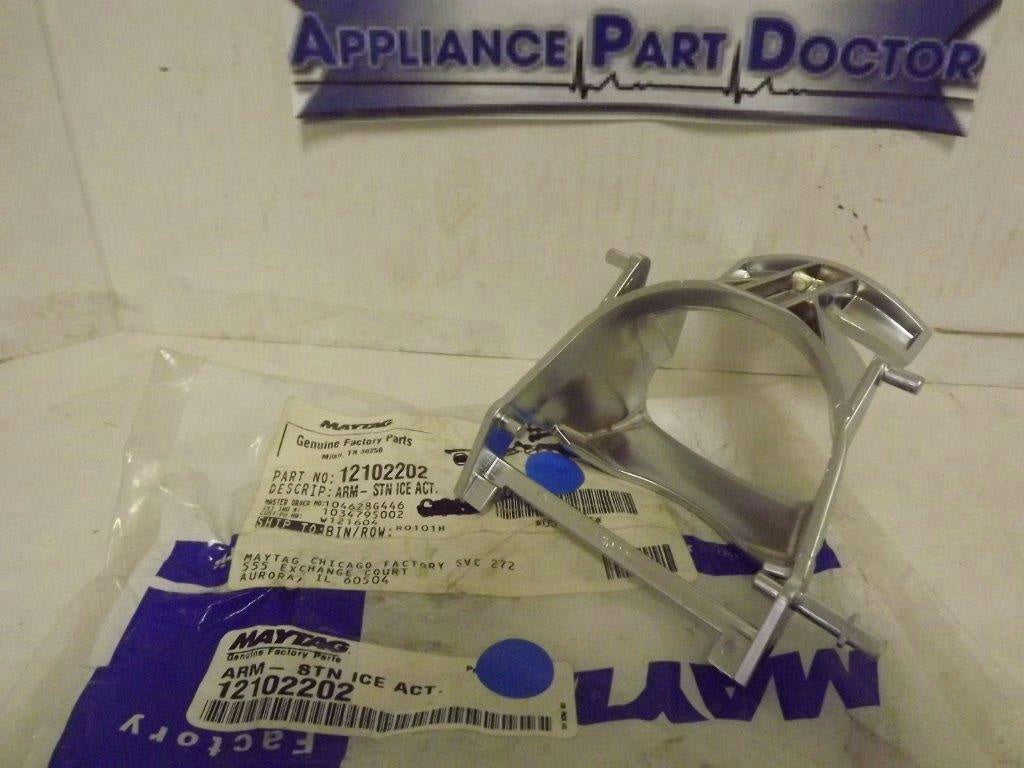 APPLIANCE PART DOCTOR
MAYTAG
Genuine Factory Parts
Milan, TN 38358
PART NO: 12102202
DESCRIP: ARM- STN ICE ACT.
MASTER ORDER NO: 104628G446
1034795002
W121604
SHIP TO: BIN/ROW: R0101H
MAYTAG CHICAGO FACTORY SVC 272
555 EXCHANGE COURT
AURORA, IL 60504
MAYTAG
Genuine Factory Parts
ARM- STN ICE ACT.
12102202
MAYTAG
Factory